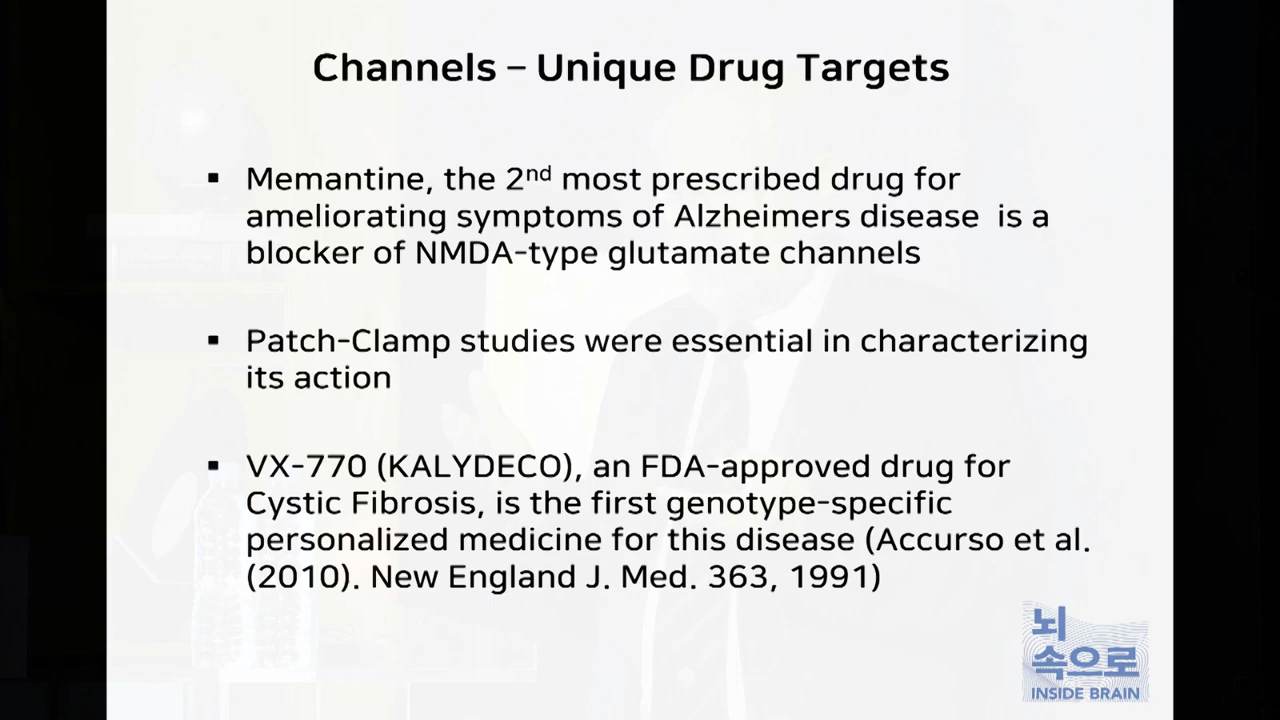 Channels – Unique Drug Targets
▪ Memantine, the 2nd most prescribed drug for
ameliorating symptoms of Alzheimers disease  is a
blocker of NMDA-type glutamate channels
▪ Patch-Clamp studies were essential in characterizing
its action
▪ VX-770 (KALYDECO), an FDA-approved drug for
Cystic Fibrosis, is the first genotype-specific
personalized medicine for this disease (Accurso et al.
(2010). New England J. Med. 363, 1991)
뇌
속으로
INSIDE BRAIN